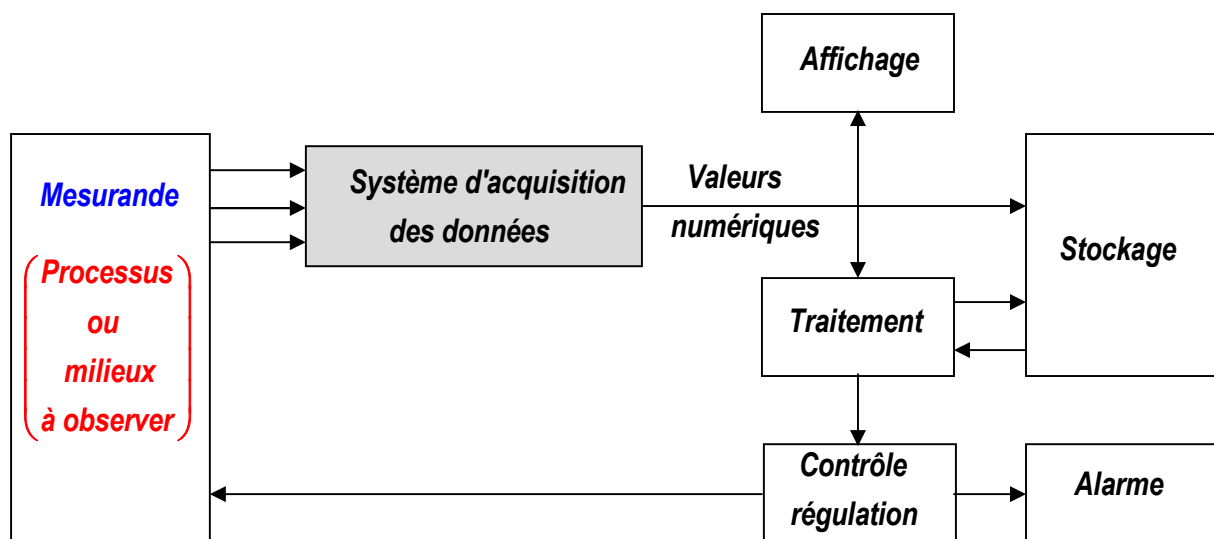 Affichage
Mesurande
Processus
ou
milieux
à observer
Système d'acquisition
des données
Valeurs
numériques
Stockage
Traitement
Contrôle
régulation
Alarme